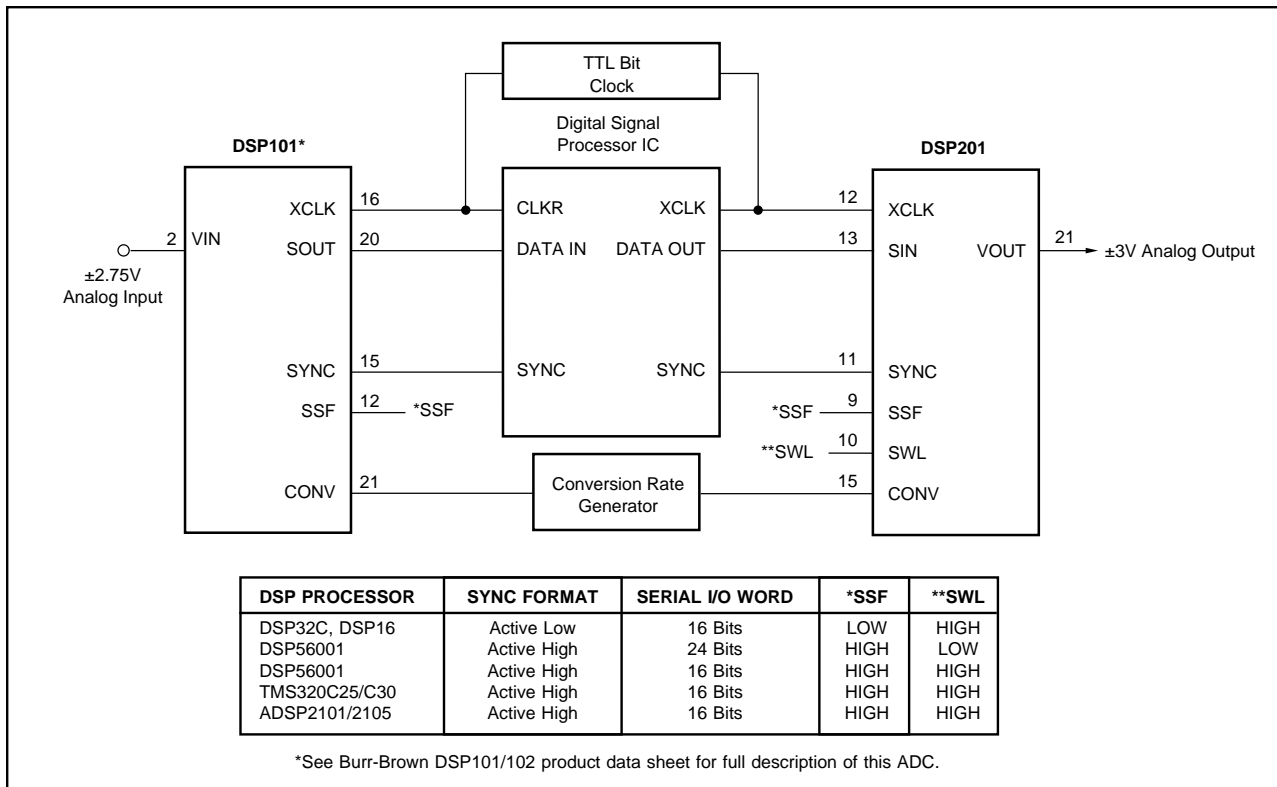 TTL Bit
Clock
Digital Signal
Processor IC
DSP101*
DSP201
XCLK 16 CLKR XCLK 12 XCLK
2 VIN SOUT 20 DATA IN DATA OUT 13 SIN VOUT 21 ±3V Analog Output
±2.75V
Analog Input
SYNC 15 SYNC SYNC 11 SYNC
SSF 12 *SSF *SSF 9 SSF
**SWL 10 SWL
CONV 21 Conversion Rate 15 CONV
Generator
DSP PROCESSOR SYNC FORMAT SERIAL I/O WORD *SSF **SWL
DSP32C, DSP16 Active Low 16 Bits LOW HIGH
DSP56001 Active High 24 Bits HIGH LOW
DSP56001 Active High 16 Bits HIGH HIGH
TMS320C25/C30 Active High 16 Bits HIGH HIGH
ADSP2101/2105 Active High 16 Bits HIGH HIGH
*See Burr-Brown DSP101/102 product data sheet for full description of this ADC.